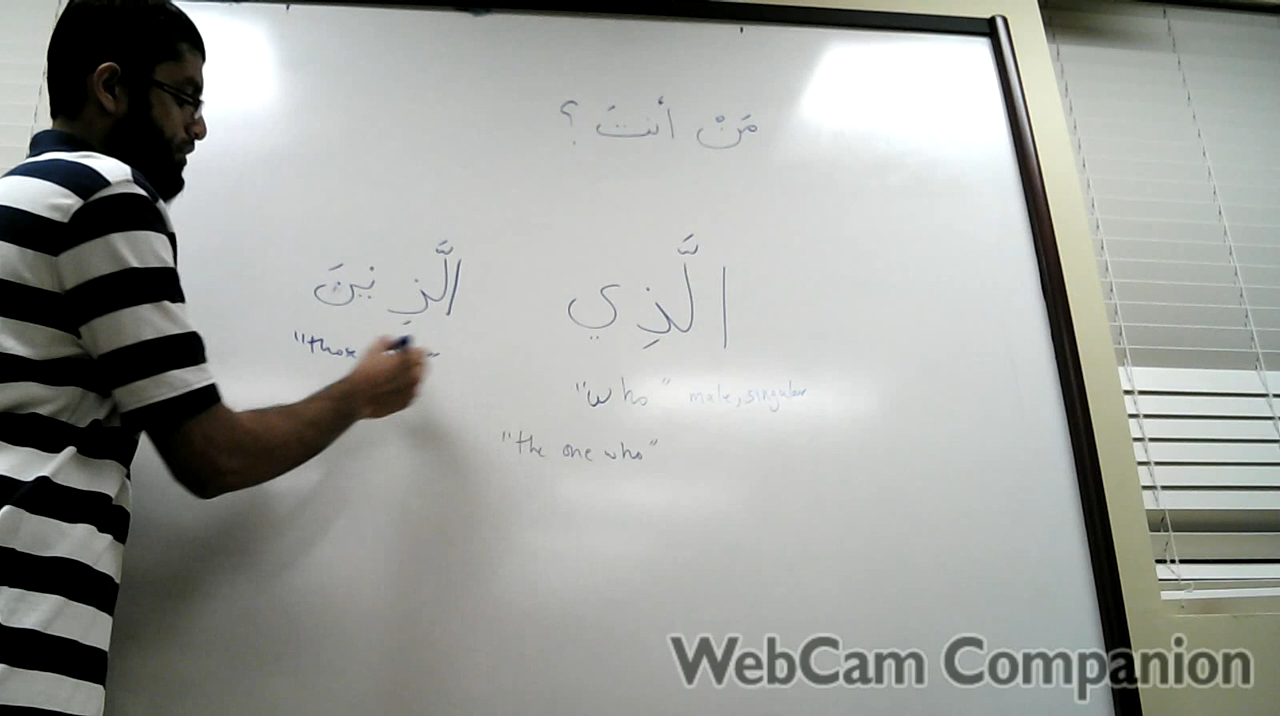 مَنْ أنتَ ؟
الَّذِي
الَّذِينَ
"who" male, singular
"those
"the one who"
WebCam Companion